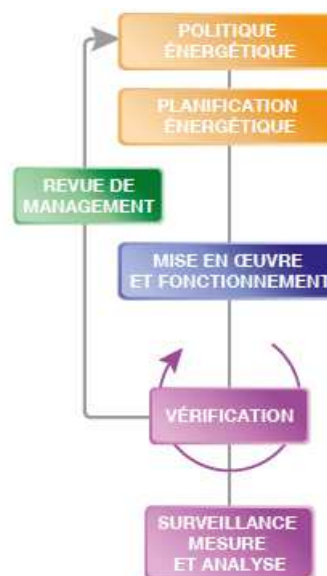 POLITIQUE
ÉNERGÉTIQUE
PLANIFICATION
ÉNERGÉTIQUE
REVUE DE
MANAGEMENT
MISE EN ŒUVRE
ET FONCTIONNEMENT
VÉRIFICATION
SURVEILLANCE
MESURE
ET ANALYSE